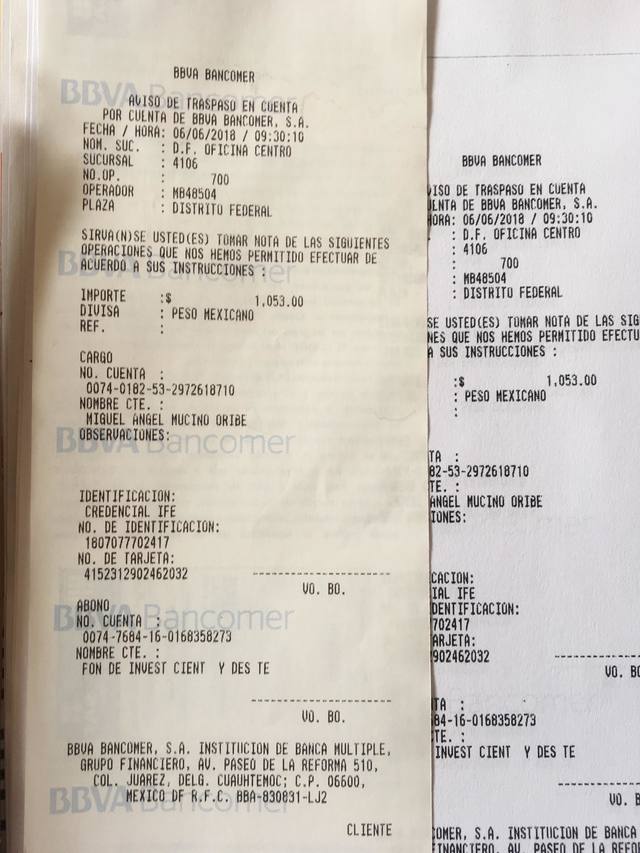 BBVA BANCOMER
AVISO DE TRASPASO EN CUENTA
POR CUENTA DE BBVA BANCOMER, S.A.
FECHA / HORA: 06/06/2018 / 09:30:10
NOM. SUC. : D.F. OFICINA CENTRO
SUCURSAL : 4106
NO.OP. : 700
OPERADOR : MB48504
PLAZA : DISTRITO FEDERAL
SIRVA(N)SE USTED(ES) TOMAR NOTA DE LAS SIGUIENTES
OPERACIONES QUE NOS HEMOS PERMITIDO EFECTUAR DE
ACUERDO A SUS INSTRUCCIONES :
IMPORTE :$ 1,053.00
DIVISA : PESO MEXICANO
REF. :
CARGO
NO. CUENTA :
0074-0182-53-2972618710
NOMBRE CTE. :
MIGUEL ANGEL MUCINO ORIBE
OBSERVACIONES:
BBVA Bancomer
IDENTIFICACION:
CREDENCIAL IFE
NO. DE IDENTIFICACION:
1807077702417
NO. DE TARJETA:
4152312902462032
VO. BO.
ABONO
BBVA Bancomer
NO. CUENTA :
0074-7684-16-0168358273
NOMBRE CTE. :
FON DE INVEST CIENT Y DES TE
VO. BO.
BBVA BANCOMER, S.A. INSTITUCION DE BANCA MULTIPLE,
GRUPO FINANCIERO, AV. PASEO DE LA REFORMA 510,
COL. JUAREZ, DELG. CUAUHTEMOC; C.P. 06600,
MEXICO DF R.F.C. BBA-830831-LJ2
CLIENTE
BBVA BANCOMER
VISO DE TRASPASO EN CUENTA
NTA DE BBVA BANCOMER, S.A.
HORA: 06/06/2018 / 09:30:10
: D.F. OFICINA CENTRO
: 4106
: 700
: MB48504
: DISTRITO FEDERAL
SE USTED(ES) TOMAR NOTA DE LAS SIG
NES QUE NOS HEMOS PERMITIDO EFECTU
A SUS INSTRUCCIONES :
:$ 1,053.00
: PESO MEXICANO
:
TA :
82-53-2972618710
TE. :
ANGEL MUCINO ORIBE
IONES:
CACION:
IAL IFE
DENTIFICACION:
702417
ARJETA:
902462032
VO. BO
TA :
84-16-0168358273
TE. :
INVEST CIENT Y DES TE
VO. B
COMER, S.A. INSTITUCION DE BANCA
FINANCIERO, AV. PASEO DE LA REFO